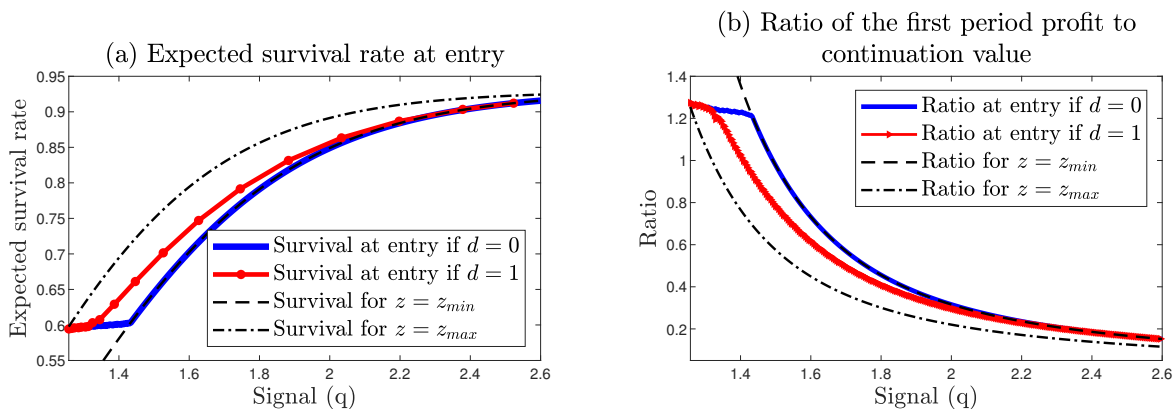 (a) Expected survival rate at entry
Expected survival rate
0.95
0.9
0.85
0.8
0.75
0.7
0.65
0.6
0.55
Survival at entry if d = 0
Survival at entry if d = 1
Survival for z = z_min
Survival for z = z_max
1.4 1.6 1.8 2 2.2 2.4 2.6
Signal (q)
(b) Ratio of the first period profit to
continuation value
Ratio
1.4
1.2
1
0.8
0.6
0.4
0.2
Ratio at entry if d = 0
Ratio at entry if d = 1
Ratio for z = z_min
Ratio for z = z_max
1.4 1.6 1.8 2 2.2 2.4 2.6
Signal (q)